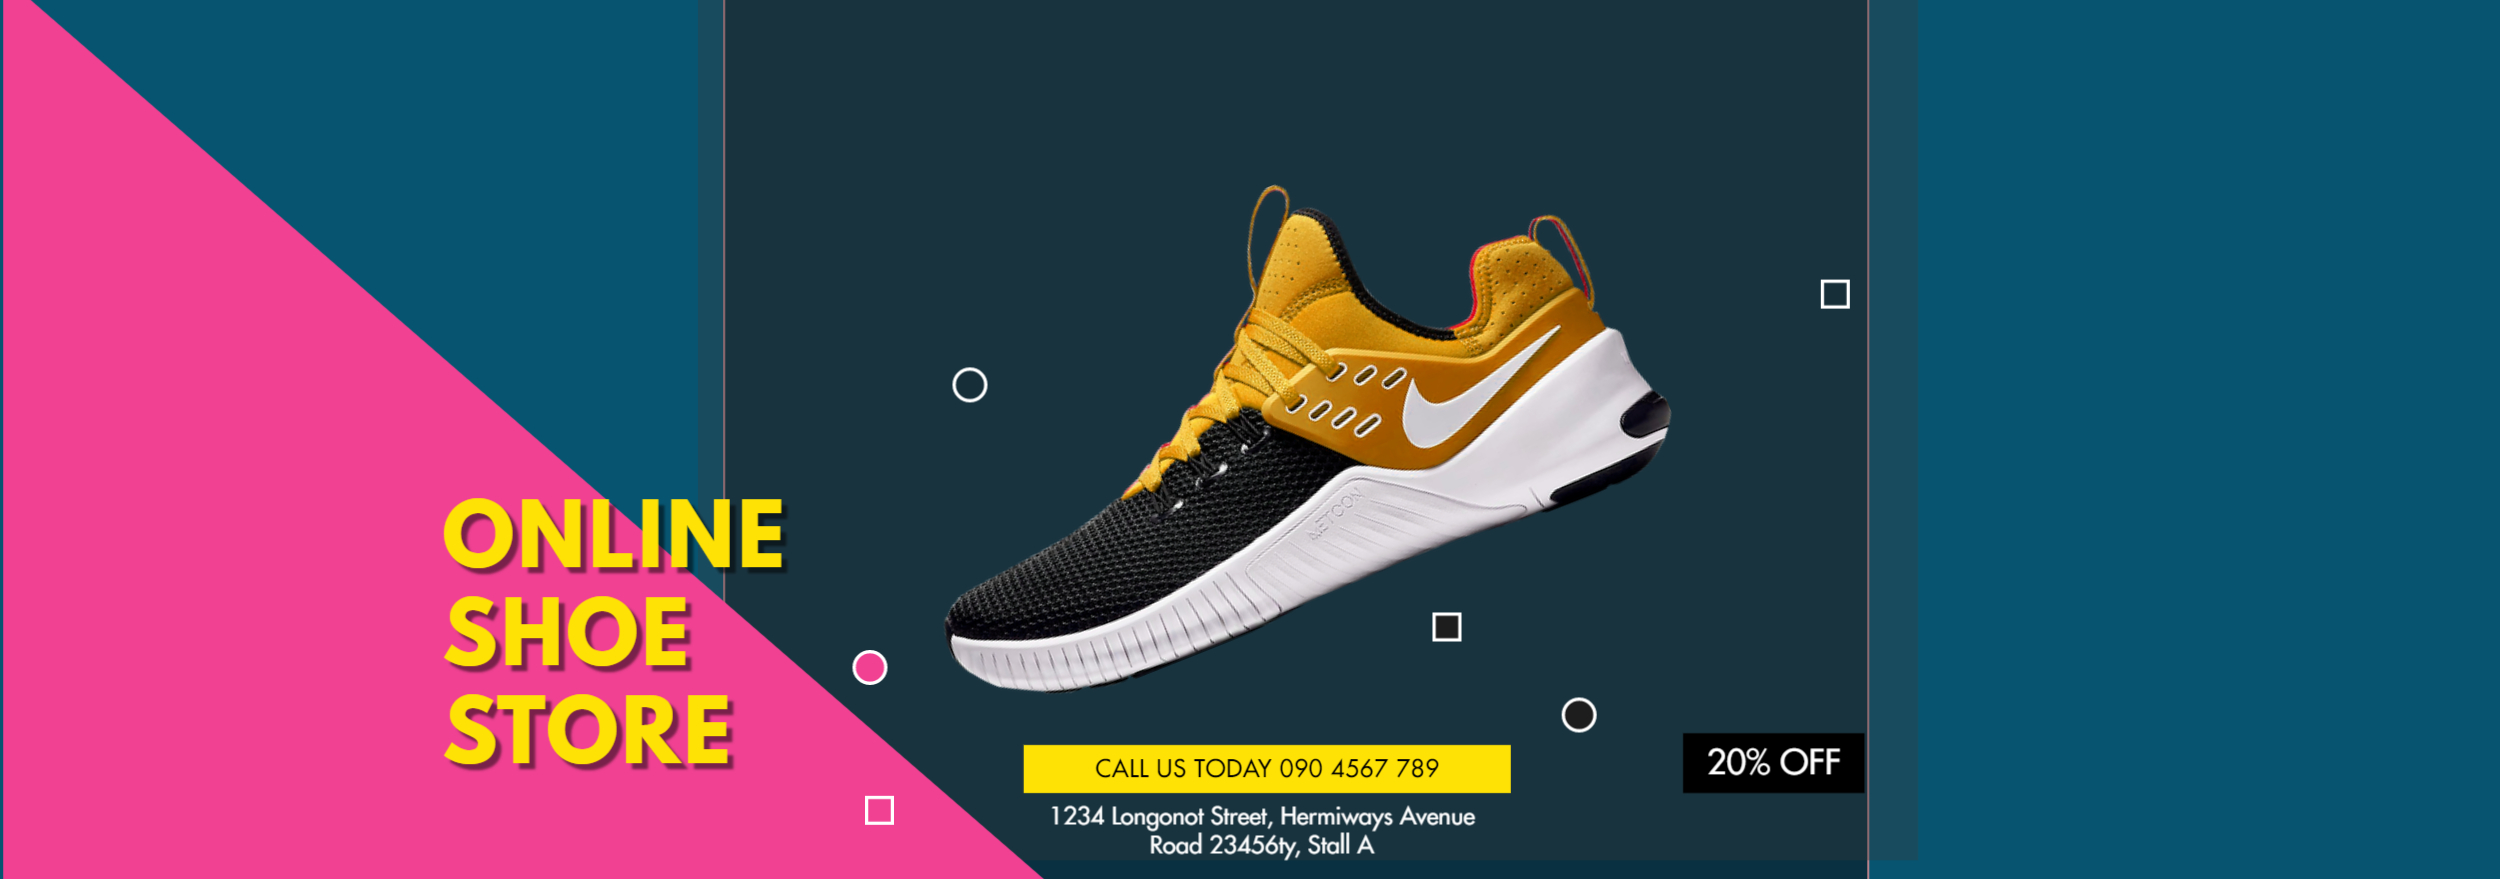 ONLINE
SHOE
STORE
CALL US TODAY 090 4567 789
1234 Longonot Street, Hermiways Avenue
Road 23456ty, Stall A
20% OFF